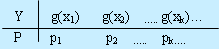 Y g(x₁) g(x₂) ..... g(xₖ)...
P p₁ p₂ ..... pₖ....